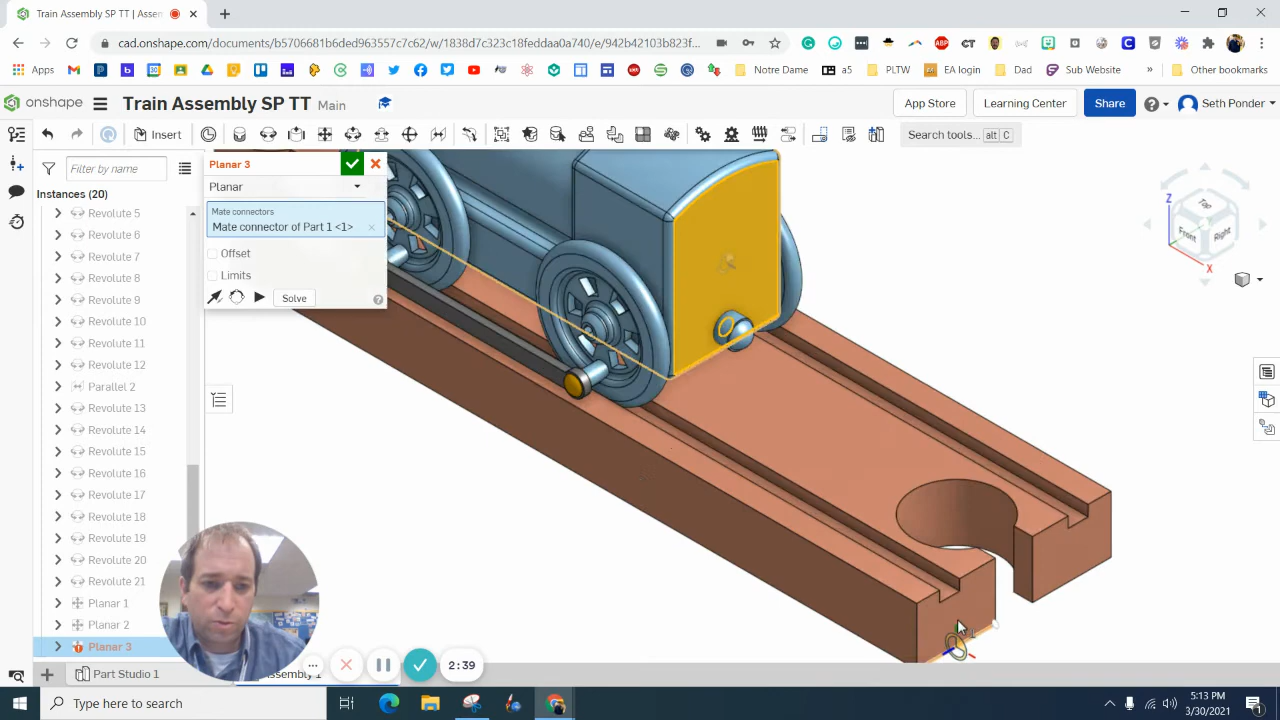 Train Assembly SP TT | Assem
cad.onshape.com/documents/b5706681b6ded963557c7c62/w/1838d7c323c18feddaa0a740/a/942b42103b823f...
Apps
Notre Dame
a5
PLTW
EA login
Dad
Sub Website
»
Other bookmarks
onshape
Train Assembly SP TT Main
App Store
Learning Center
Share
Seth Ponder
Insert
Search tools... alt C
Filter by name
Instances (20)
Revolute 5
Revolute 6
Revolute 7
Revolute 8
Revolute 9
Revolute 10
Revolute 11
Revolute 12
Parallel 2
Revolute 13
Revolute 14
Revolute 15
Revolute 16
Revolute 17
Revolute 18
Revolute 19
Revolute 20
Revolute 21
Planar 1
Planar 2
Planar 3
Planar 3
Planar
Mate connectors
Mate connector of Part 1 <1>
Offset
Limits
Solve
Z
Top
Front
Right
X
2:39
Part Studio 1
ssembly 1
Type here to search
5:13 PM
3/30/2021